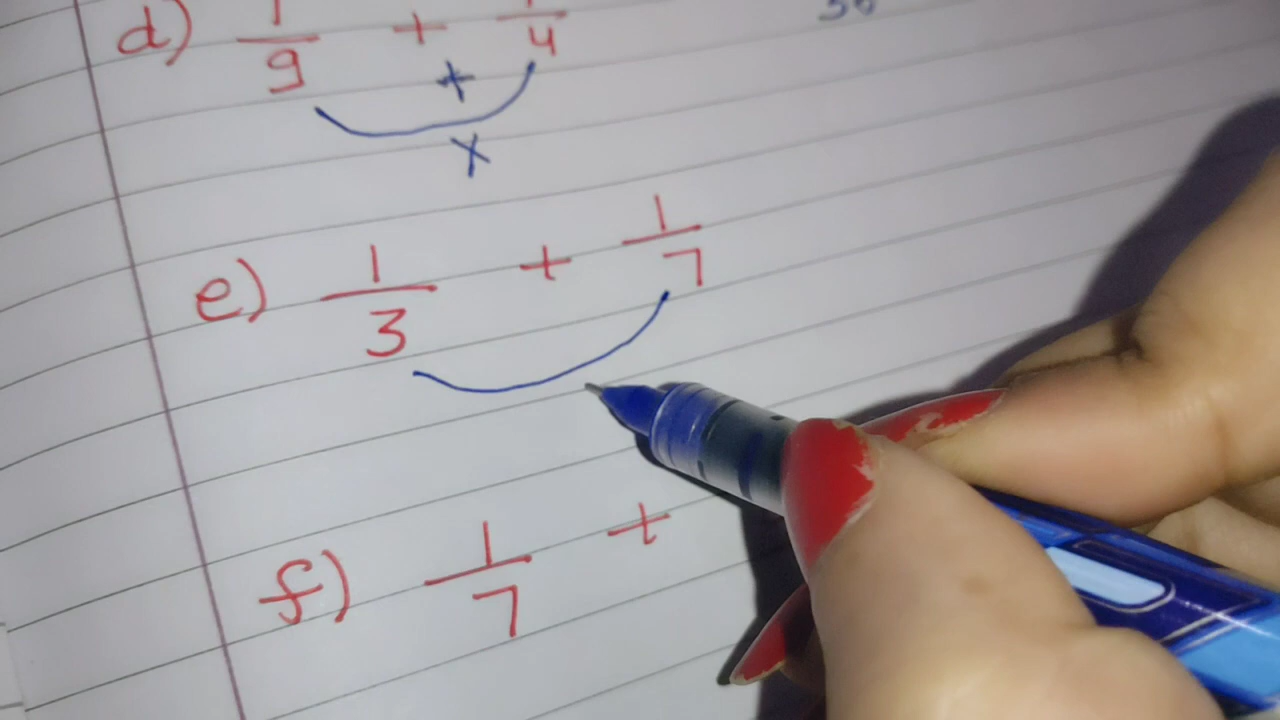 d) 1/9 + 1/4
+
x
e) 1/3 + 1/7
f) 1/7 +